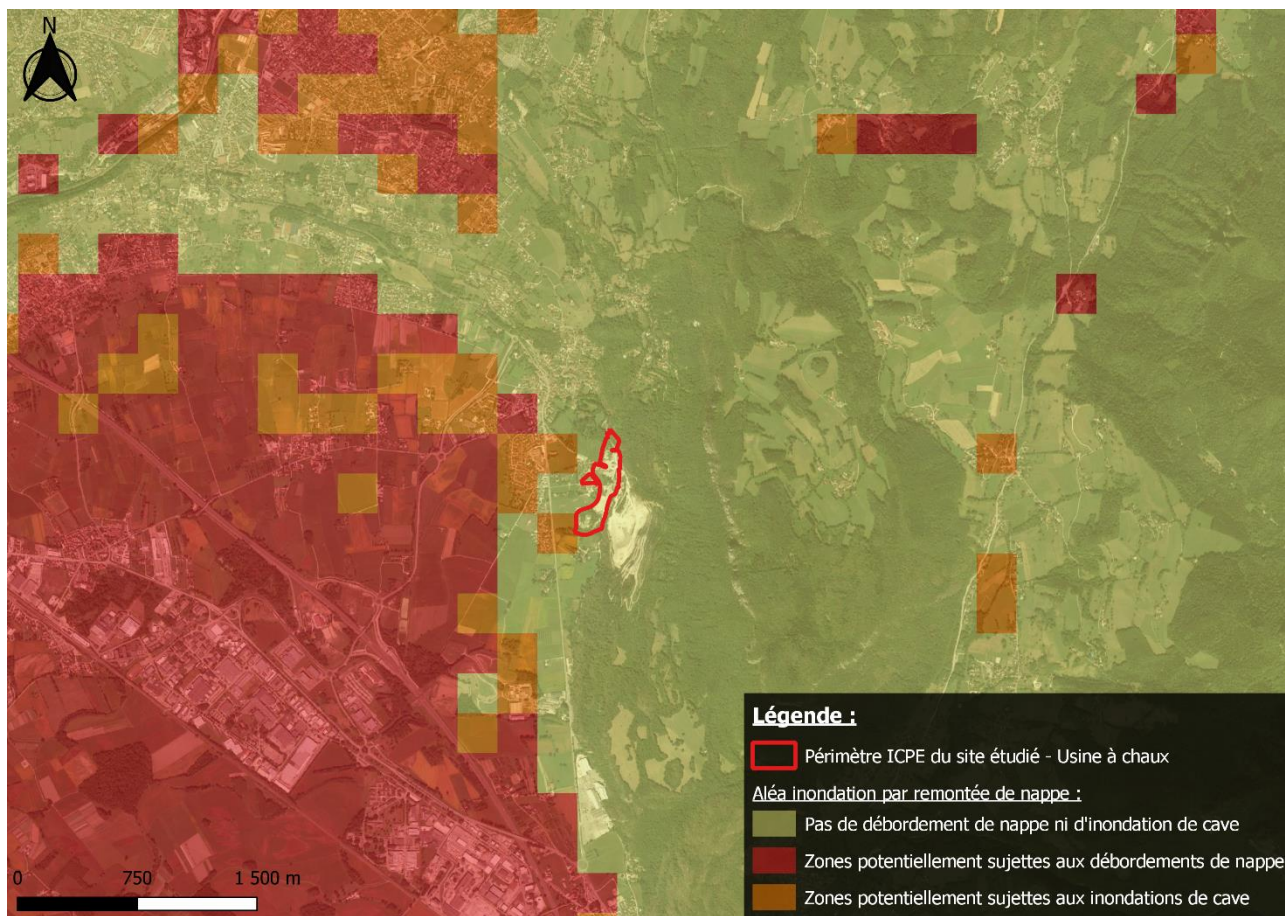 N
Légende :
Périmètre ICPE du site étudié - Usine à chaux
Aléa inondation par remontée de nappe :
Pas de débordement de nappe ni d'inondation de cave
Zones potentiellement sujettes aux débordements de nappe
Zones potentiellement sujettes aux inondations de cave
0 750 1 500 m